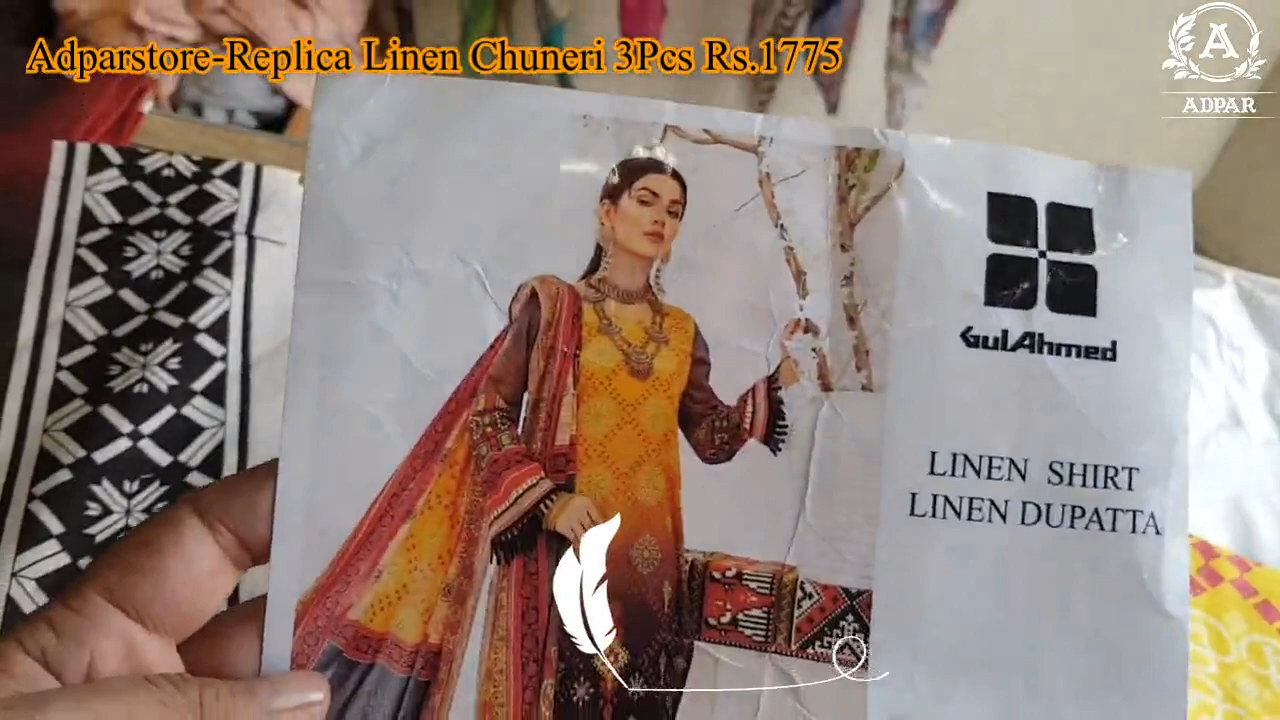 Adparstore-Replica Linen Chuneri 3Pcs Rs.1775
A
ADPAR
GulAhmed
LINEN SHIRT
LINEN DUPATTA